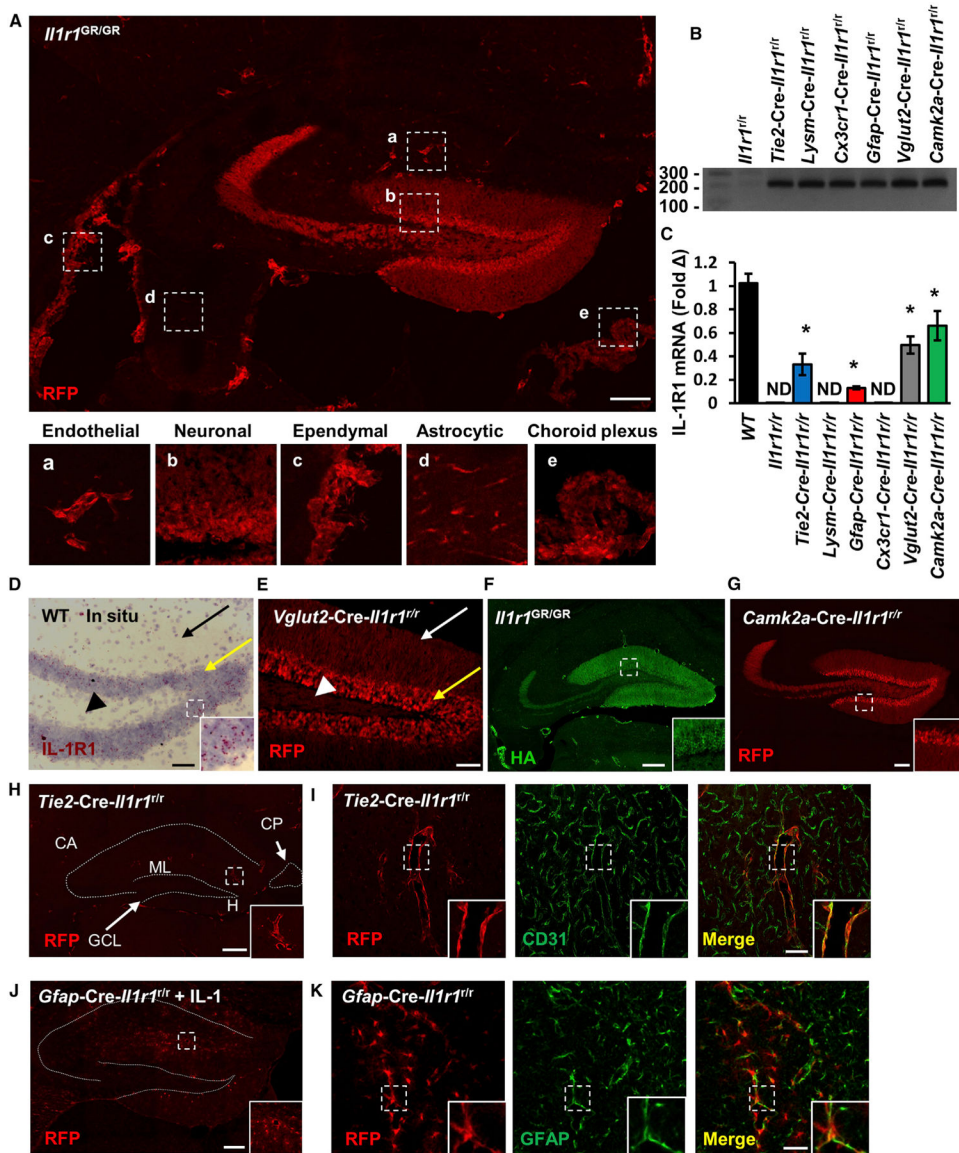 A
Il1r1GR/GR
a
b
c
d
e
RFP
Endothelial Neuronal Ependymal Astrocytic Choroid plexus
a b c d e
B
Il1r1r/r
Tie2-Cre-Il1r1r/r
Lysm-Cre-Il1r1r/r
Cx3cr1-Cre-Il1r1r/r
Gfap-Cre-Il1r1r/r
Vglut2-Cre-Il1r1r/r
Camk2a-Cre-Il1r1r/r
300 -
200 -
100 -
C
IL-1R1 mRNA (Fold Δ)
1.2
1
0.8
0.6
0.4
0.2
0
ND * ND * ND * *
WT
Il1r1r/r
Tie2-Cre-Il1r1r/r
Lysm-Cre-Il1r1r/r
Gfap-Cre-Il1r1r/r
Cx3cr1-Cre-Il1r1r/r
Vglut2-Cre-Il1r1r/r
Camk2a-Cre-Il1r1r/r
D
WT In situ
IL-1R1
E
Vglut2-Cre-Il1r1r/r
RFP
F
Il1r1GR/GR
HA
G
Camk2a-Cre-Il1r1r/r
RFP
H
Tie2-Cre-Il1r1r/r
CA
CP
ML
H
GCL
RFP
I
Tie2-Cre-Il1r1r/r
RFP
CD31
Merge
J
Gfap-Cre-Il1r1r/r + IL-1
RFP
K
Gfap-Cre-Il1r1r/r
RFP
GFAP
Merge